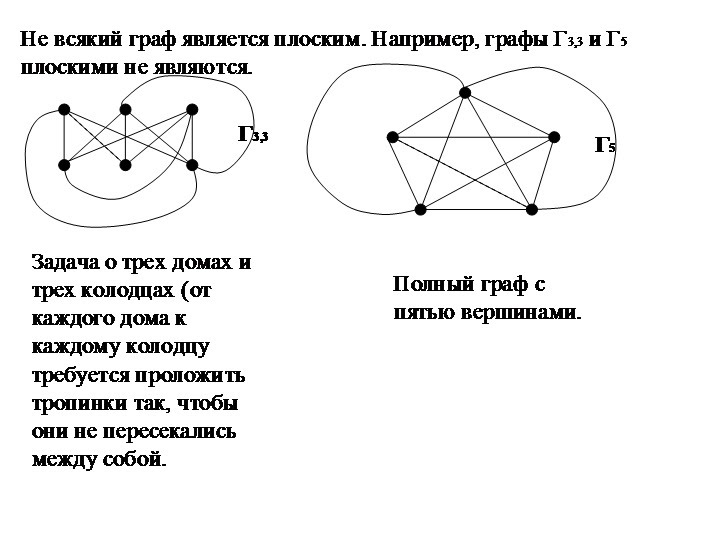 Не всякий граф является плоским. Например, графы Г3,3 и Г5
плоскими не являются.
Г3,3
Г5
Задача о трех домах и
трех колодцах (от
каждого дома к
каждому колодцу
требуется проложить
тропинки так, чтобы
они не пересекались
между собой.
Полный граф с
пятью вершинами.